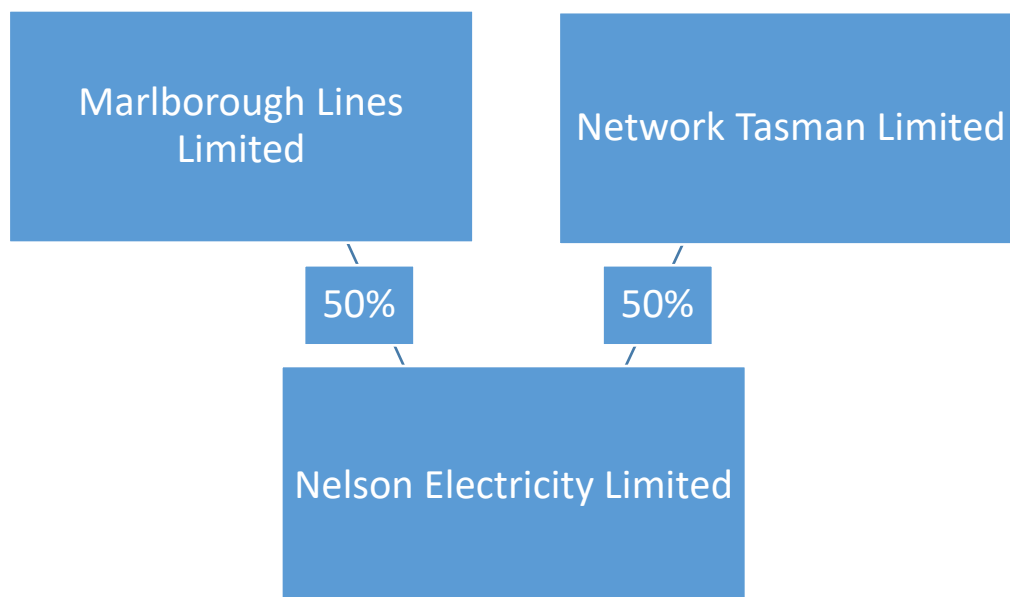 Marlborough Lines
Limited
Network Tasman Limited
50%
50%
Nelson Electricity Limited